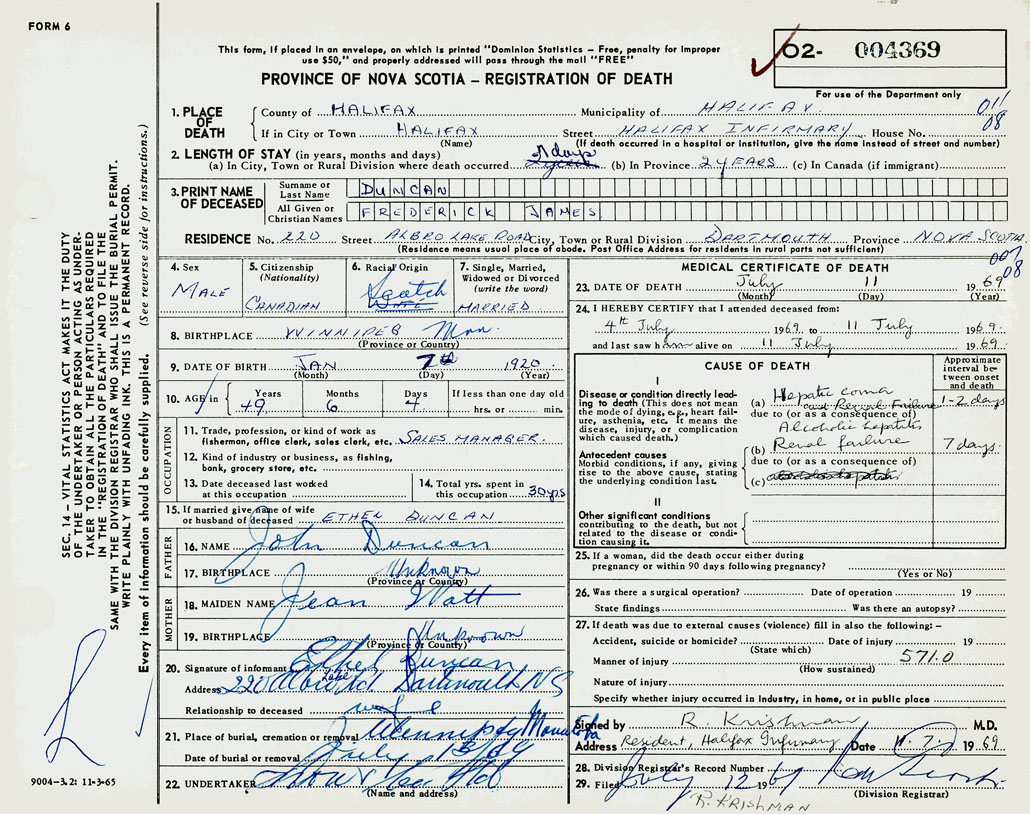 FORM 6
This form, if placed in an envelope, on which is printed "Dominion Statistics – Free, penalty for improper
use $50," and properly addressed will pass through the mail "FREE"
PROVINCE OF NOVA SCOTIA – REGISTRATION OF DEATH
02- 004369
For use of the Department only
011
08
1. PLACE OF DEATH County of HALIFAX Municipality of HALIFAX.
If in City or Town HALIFAX Street HALIFAX INFIRMARY House No.
(Name) (If death occurred in a hospital or institution, give the name instead of street and number)
2. LENGTH OF STAY (in years, months and days) 7 days
(a) In City, Town or Rural Division where death occurred (b) In Province 2 YEARS (c) In Canada (if immigrant)
3. PRINT NAME OF DECEASED Surname or Last Name DUNCAN
All Given or Christian Names FREDERICK JAMES
RESIDENCE No. 220 Street ALBRO LAKE ROAD City, Town or Rural Division DARTMOUTH Province NOVA SCOTIA
(Residence means usual place of abode. Post Office Address for residents in rural parts not sufficient)
08
4. Sex MALE
5. Citizenship (Nationality) CANADIAN
6. Racial Origin Scotch
7. Single, Married, Widowed or Divorced (write the word) MARRIED
8. BIRTHPLACE WINNIPEG Man.
(Province or Country)
9. DATE OF BIRTH JAN 7th 1920
(Month) (Day) (Year)
10. AGE in Years 49 Months 6 Days 4 If less than one day old hrs. or min.
OCCUPATION
11. Trade, profession, or kind of work as
fisherman, office clerk, sales clerk, etc. SALES MANAGER.
12. Kind of industry or business, as fishing,
bank, grocery store, etc.
13. Date deceased last worked
at this occupation
14. Total yrs. spent in
this occupation 30 yrs
15. If married give name of wife
or husband of deceased ETHEL DUNCAN
FATHER
16. NAME John Duncan
17. BIRTHPLACE Unknown
(Province or Country)
MOTHER
18. MAIDEN NAME Jean Watt
19. BIRTHPLACE Unknown
(Province or Country)
20. Signature of informant Ethel Duncan
Address 220 Albro Lake Rd. Dartmouth NS
Relationship to deceased wife
21. Place of burial, cremation or removal Winnipeg Manitoba
Date of burial or removal July
22. UNDERTAKER
(Name and address)
MEDICAL CERTIFICATE OF DEATH
23. DATE OF DEATH July 11 1969
(Month) (Day) (Year)
24. I HEREBY CERTIFY that I attended deceased from:
4th July 1969 to 11 July 1969.
and last saw him alive on 11 July 1969.
CAUSE OF DEATH
Approximate interval between onset and death
I
Disease or condition directly leading to death (This does not mean the mode of dying, e.g., heart failure, asthenia, etc. It means the disease, injury, or complication which caused death.)
(a) Hepatic coma 1-2 days
and Renal Failure
due to (or as a consequence of)
Alcoholic hepatitis
Antecedent causes
Morbid conditions, if any, giving rise to the above cause, stating the underlying condition last.
(b) Renal failure 7 days.
due to (or as a consequence of)
(c)
II
Other significant conditions
contributing to the death, but not related to the disease or condition causing it.
25. If a woman, did the death occur either during
pregnancy or within 90 days following pregnancy?
(Yes or No)
26. Was there a surgical operation? Date of operation 19
State findings Was there an autopsy?
27. If death was due to external causes (violence) fill in also the following: –
Accident, suicide or homicide? Date of injury 19
(State which)
Manner of injury 571.0
(How sustained)
Nature of injury
Specify whether injury occurred in industry, in home, or in public place
Signed by R. Krishman M.D.
Address Resident, Halifax Infirmary Date 11.7. 1969
28. Division Registrar's Record Number
29. Filed July 12 1969
(Division Registrar)
R. KRISHMAN
SEC. 14 – VITAL STATISTICS ACT MAKES IT THE DUTY
OF THE UNDERTAKER OR PERSON ACTING AS UNDER-
TAKER TO OBTAIN ALL THE PARTICULARS REQUIRED
IN THE "REGISTRATION OF DEATH" AND TO FILE THE
SAME WITH THE DIVISION REGISTRAR WHO SHALL ISSUE THE BURIAL PERMIT.
WRITE PLAINLY WITH UNFADING INK. THIS IS A PERMANENT RECORD.
Every item of information should be carefully supplied. (See reverse side for instructions.)
9004–3.2: 11-3-65